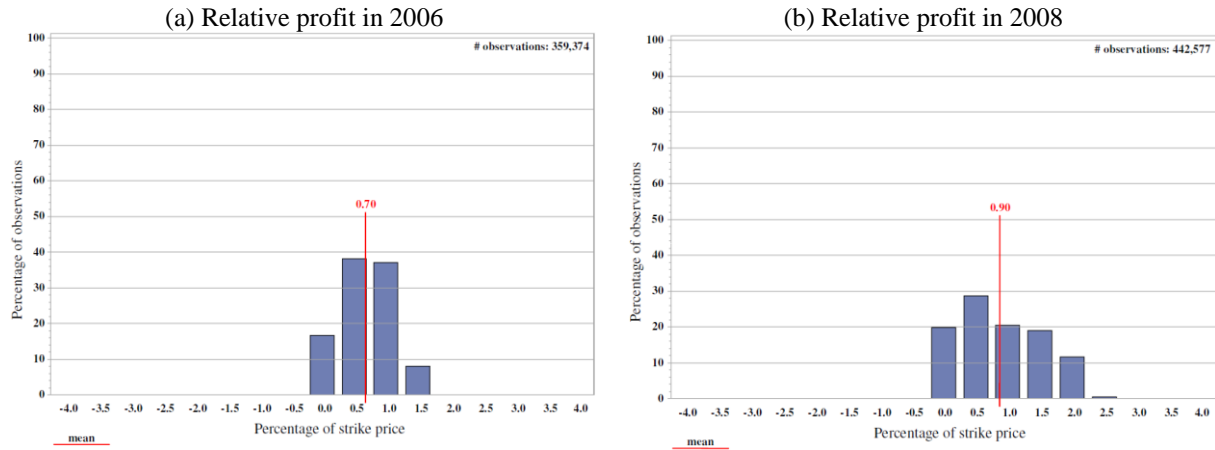 (a) Relative profit in 2006
# observations: 359,374
100
90
80
70
60
50
40
30
20
10
0
Percentage of observations
0.70
-4.0 -3.5 -3.0 -2.5 -2.0 -1.5 -1.0 -0.5 0.0 0.5 1.0 1.5 2.0 2.5 3.0 3.5 4.0
Percentage of strike price
mean
(b) Relative profit in 2008
# observations: 442,577
100
90
80
70
60
50
40
30
20
10
0
Percentage of observations
0.90
-4.0 -3.5 -3.0 -2.5 -2.0 -1.5 -1.0 -0.5 0.0 0.5 1.0 1.5 2.0 2.5 3.0 3.5 4.0
Percentage of strike price
mean